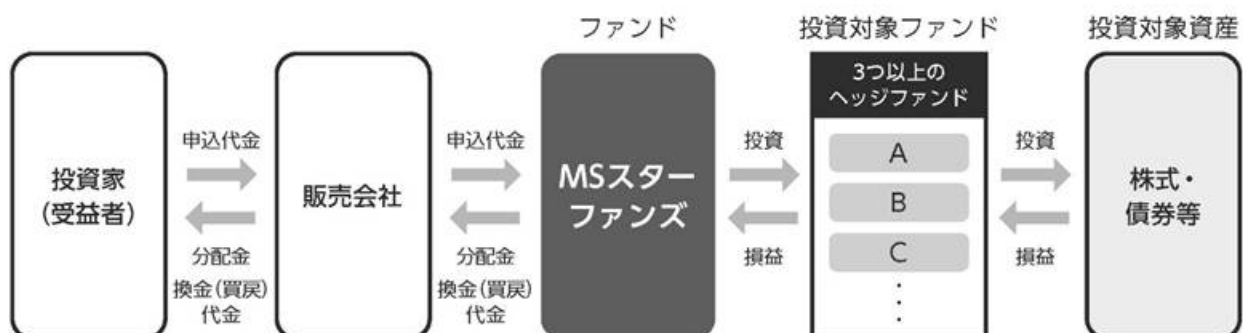 ファンド
投資対象ファンド
投資対象資産
投資家
(受益者)
申込代金
分配金
換金(買戻)
代金
販売会社
申込代金
分配金
換金(買戻)
代金
MSスター
ファンズ
投資
損益
3つ以上の
ヘッジファンド
A
B
C
投資
損益
株式・
債券等